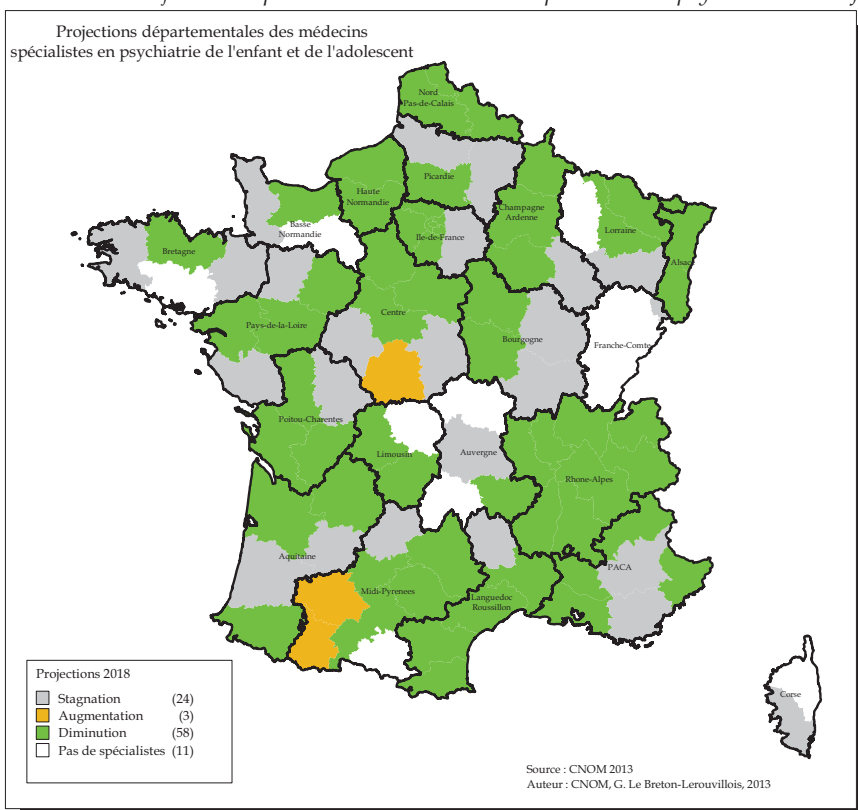 Projections départementales des médecins
spécialistes en psychiatrie de l'enfant et de l'adolescent
Nord
Pas-de-Calais
Picardie
Haute
Normandie
Champagne
Ardenne
Basse
Normandie
Ile-de-France
Lorraine
Bretagne
Alsac
Centre
Pays-de-la-Loire
Bourgogne
Franche-Comte
Poitou-Charentes
Limousin
Auvergne
Rhone-Alpes
Aquitaine
PACA
Midi-Pyrenees
Languedoc
Roussillon
Corse
Projections 2018
Stagnation (24)
Augmentation (3)
Diminution (58)
Pas de spécialistes (11)
Source : CNOM 2013
Auteur : CNOM, G. Le Breton-Lerouvillois, 2013